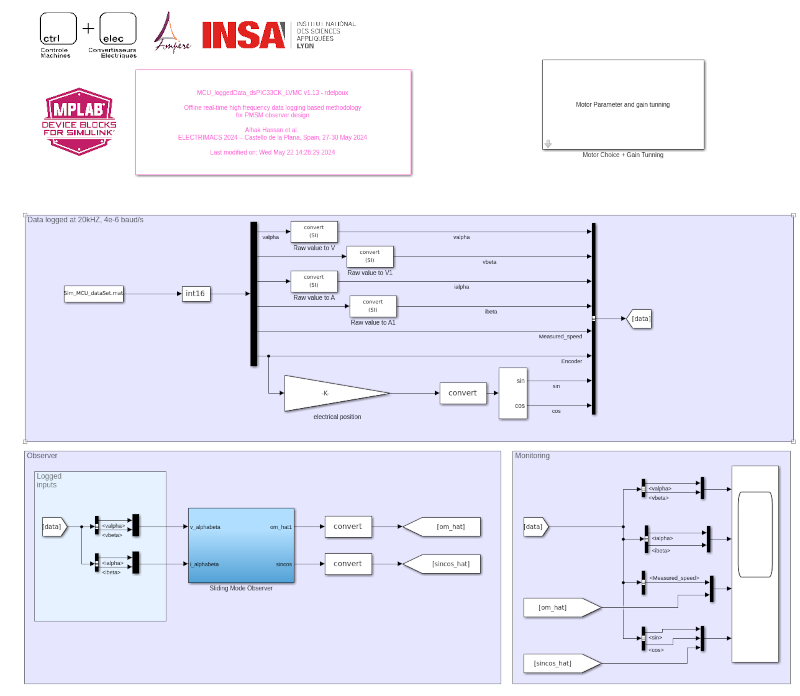 ctrl
+
elec
Controle
Machines
Convertisseurs
Electriques
Ampère
INSA
INSTITUT NATIONAL
DES SCIENCES
APPLIQUÉES
LYON
MPLAB
DEVICE BLOCKS
FOR SIMULINK
MCU_loggedData_dsPIC33CK_LVMC v1.13 - rdelpoux
Offline real-time high frequency data logging based methodology
for PMSM observer design.
Alhaik Hassan et al
ELECTRIMACS 2024 – Castello de la Plana, Spain, 27-30 May 2024
Last modified on: Wed May 22 14:28:29 2024
Motor Parameter and gain tunning
Motor Choice + Gain Tunning
Data logged at 20kHZ, 4e-6 baud/s
Sim_MCU_dataSet.mat
int16
valpha
convert
(SI)
Raw value to V
valpha
convert
(SI)
Raw value to V1
vbeta
convert
(SI)
Raw value to A
ialpha
convert
(SI)
Raw value to A1
ibeta
Measured_speed
Encoder
[data]
K-
electrical position
convert
sin
cos
sin
cos
Observer
Logged
inputs
[data]
<valpha>
<vbeta>
<ialpha>
<ibeta>
v_alphabeta
i_alphabeta
om_hat1
sincos
Sliding Mode Observer
convert
convert
[om_hat]
[sincos_hat]
Monitoring
[data]
<valpha>
<vbeta>
<ialpha>
<ibeta>
<Measured_speed>
[om_hat]
<sin>
<cos>
[sincos_hat]